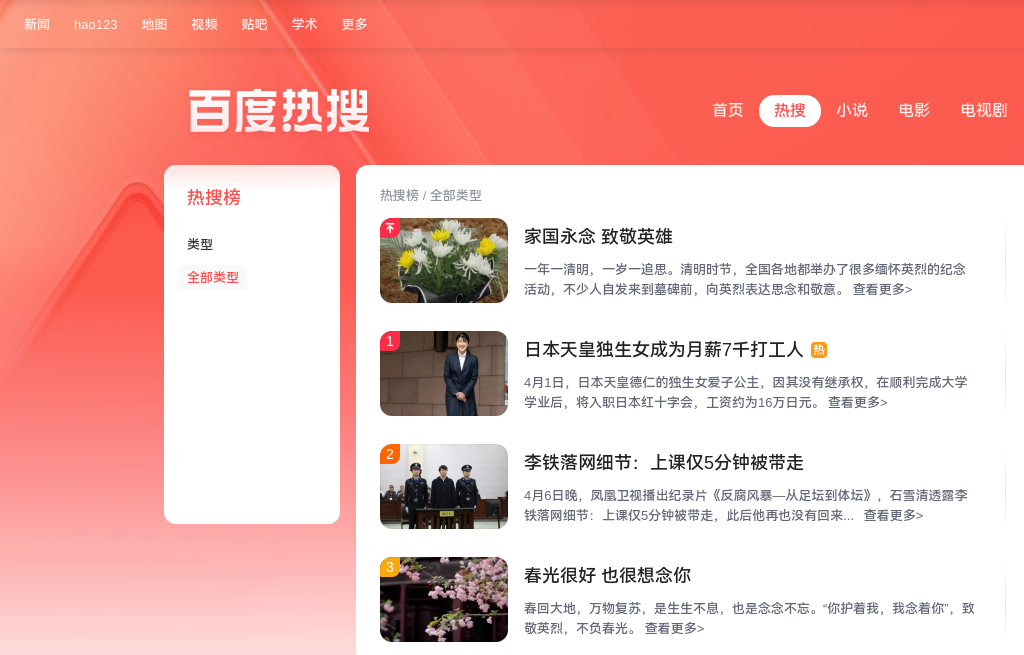 新闻 hao123 地图 视频 贴吧 学术 更多
百度热搜
首页 热搜 小说 电影 电视剧
热搜榜
类型
全部类型
热搜榜 / 全部类型
家国永念 致敬英雄
一年一清明，一岁一追思。清明时节，全国各地都举办了很多缅怀英烈的纪念
活动，不少人自发来到墓碑前，向英烈表达思念和敬意。 查看更多>
1
日本天皇独生女成为月薪7千打工人 热
4月1日，日本天皇德仁的独生女爱子公主，因其没有继承权，在顺利完成大学
学业后，将入职日本红十字会，工资约为16万日元。 查看更多>
2
李铁落网细节：上课仅5分钟被带走
4月6日晚，凤凰卫视播出纪录片《反腐风暴—从足坛到体坛》，石雪清透露李
铁落网细节：上课仅5分钟被带走，此后他再也没有回来... 查看更多>
3
春光很好 也很想念你
春回大地，万物复苏，是生生不息，也是念念不忘。“你护着我，我念着你”，致
敬英烈，不负春光。 查看更多>